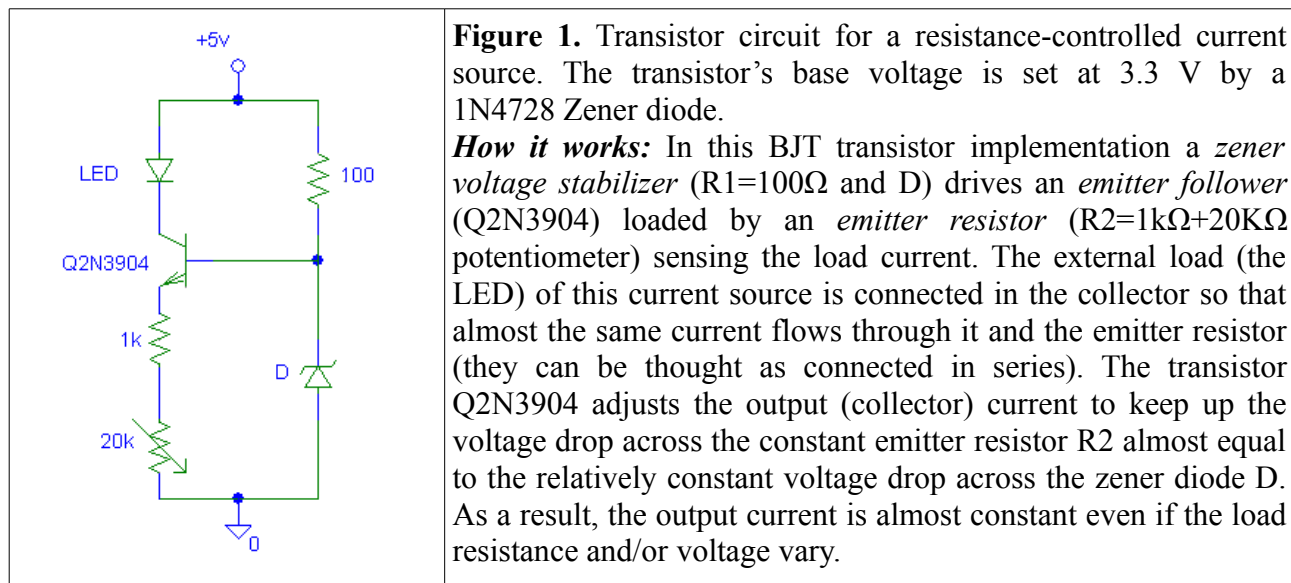 +5v
LED
100
Q2N3904
1k
D
20k
0
Figure 1. Transistor circuit for a resistance-controlled current
source. The transistor’s base voltage is set at 3.3 V by a
1N4728 Zener diode.
How it works: In this BJT transistor implementation a zener
voltage stabilizer (R1=100Ω and D) drives an emitter follower
(Q2N3904) loaded by an emitter resistor (R2=1kΩ+20KΩ
potentiometer) sensing the load current. The external load (the
LED) of this current source is connected in the collector so that
almost the same current flows through it and the emitter resistor
(they can be thought as connected in series). The transistor
Q2N3904 adjusts the output (collector) current to keep up the
voltage drop across the constant emitter resistor R2 almost equal
to the relatively constant voltage drop across the zener diode D.
As a result, the output current is almost constant even if the load
resistance and/or voltage vary.